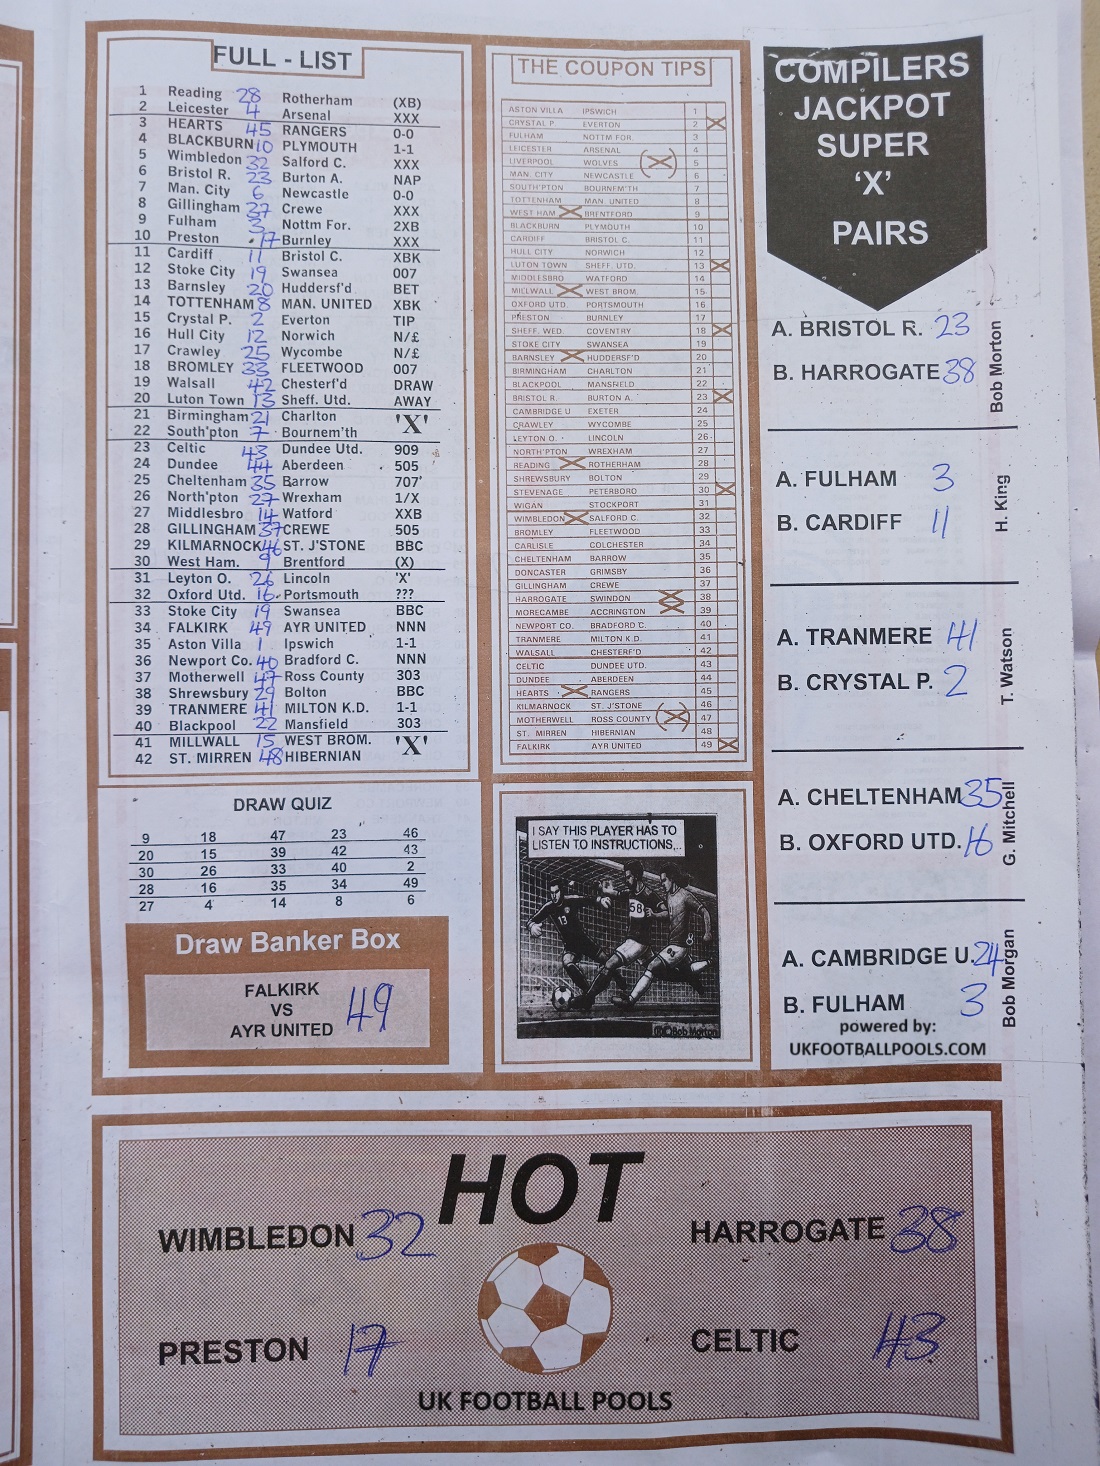 FULL - LIST
1 Reading 28 Rotherham (XB)
2 Leicester 4 Arsenal XXX
3 HEARTS 45 RANGERS 0-0
4 BLACKBURN 10 PLYMOUTH 1-1
5 Wimbledon 32 Salford C. XXX
6 Bristol R. 23 Burton A. NAP
7 Man. City 6 Newcastle 0-0
8 Gillingham 37 Crewe XXX
9 Fulham 3 Nottm For. 2XB
10 Preston 17 Burnley XXX
11 Cardiff 11 Bristol C. XBK
12 Stoke City 19 Swansea 007
13 Barnsley 20 Huddersf'd BET
14 TOTTENHAM 8 MAN. UNITED XBK
15 Crystal P. 2 Everton TIP
16 Hull City 12 Norwich N/£
17 Crawley 25 Wycombe N/£
18 BROMLEY 33 FLEETWOOD 007
19 Walsall 42 Chesterf'd DRAW
20 Luton Town 13 Sheff. Utd. AWAY
21 Birmingham 21 Charlton 'X'
22 South'pton 7 Bournem'th
23 Celtic 43 Dundee Utd. 909
24 Dundee 44 Aberdeen 505
25 Cheltenham 35 Barrow 707'
26 North'pton 27 Wrexham 1/X
27 Middlesbro 14 Watford XXB
28 GILLINGHAM 37 CREWE 505
29 KILMARNOCK 46 ST. J'STONE BBC
30 West Ham. 9 Brentford (X)
31 Leyton O. 26 Lincoln 'X'
32 Oxford Utd. 16 Portsmouth ???
33 Stoke City 19 Swansea BBC
34 FALKIRK 49 AYR UNITED NNN
35 Aston Villa 1 Ipswich 1-1
36 Newport Co. 40 Bradford C. NNN
37 Motherwell 47 Ross County 303
38 Shrewsbury 29 Bolton BBC
39 TRANMERE 41 MILTON K.D. 1-1
40 Blackpool 22 Mansfield 303
41 MILLWALL 15 WEST BROM. 'X'
42 ST. MIRREN 48 HIBERNIAN
DRAW QUIZ
9 18 47 23 46
20 15 39 42 43
30 26 33 40 2
28 16 35 34 49
27 4 14 8 6
Draw Banker Box
FALKIRK
VS 49
AYR UNITED
THE COUPON TIPS
ASTON VILLA IPSWICH 1
CRYSTAL P. EVERTON 2 X
FULHAM NOTTM FOR. 3
LEICESTER ARSENAL 4
LIVERPOOL WOLVES (X) 5
MAN. CITY NEWCASTLE 6
SOUTH'PTON BOURNEM'TH 7
TOTTENHAM MAN. UNITED 8
WEST HAM X BRENTFORD 9
BLACKBURN PLYMOUTH 10
CARDIFF BRISTOL C. 11
HULL CITY NORWICH 12
LUTON TOWN SHEFF. UTD. 13 X
MIDDLESBRO WATFORD 14
MILLWALL X WEST BROM. 15
OXFORD UTD. PORTSMOUTH 16
PRESTON BURNLEY 17
SHEFF. WED. COVENTRY 18 X
STOKE CITY SWANSEA 19
BARNSLEY X HUDDERSF'D 20
BIRMINGHAM CHARLTON 21
BLACKPOOL MANSFIELD 22
BRISTOL R. BURTON A. 23 X
CAMBRIDGE U EXETER 24
CRAWLEY WYCOMBE 25
LEYTON O. LINCOLN 26
NORTH'PTON WREXHAM 27
READING X ROTHERHAM 28
SHREWSBURY BOLTON 29
STEVENAGE PETERBORO 30 X
WIGAN STOCKPORT 31
WIMBLEDON X SALFORD C. 32
BROMLEY FLEETWOOD 33
CARLISLE COLCHESTER 34
CHELTENHAM BARROW 35
DONCASTER GRIMSBY 36
GILLINGHAM CREWE 37
HARROGATE SWINDON X 38
MORECAMBE ACCRINGTON X 39
NEWPORT CO. BRADFORD C. 40
TRANMERE MILTON K.D. 41
WALSALL CHESTERF'D 42
CELTIC DUNDEE UTD. 43
DUNDEE ABERDEEN 44
HEARTS X RANGERS 45
KILMARNOCK ST. J'STONE 46
MOTHERWELL ROSS COUNTY (X) 47
ST. MIRREN HIBERNIAN 48
FALKIRK AYR UNITED 49 X
I SAY THIS PLAYER HAS TO
LISTEN TO INSTRUCTIONS...
13
58
Bob Morton
COMPILERS
JACKPOT
SUPER
'X'
PAIRS
A. BRISTOL R. 23
B. HARROGATE 38
Bob Morton
A. FULHAM 3
B. CARDIFF 11
H. King
A. TRANMERE 41
B. CRYSTAL P. 2
T. Watson
A. CHELTENHAM 35
B. OXFORD UTD. 16
G. Mitchell
A. CAMBRIDGE U. 24
B. FULHAM 3
Bob Morgan
powered by:
UKFOOTBALLPOOLS.COM
HOT
WIMBLEDON 32 HARROGATE 38
PRESTON 17 CELTIC 43
UK FOOTBALL POOLS